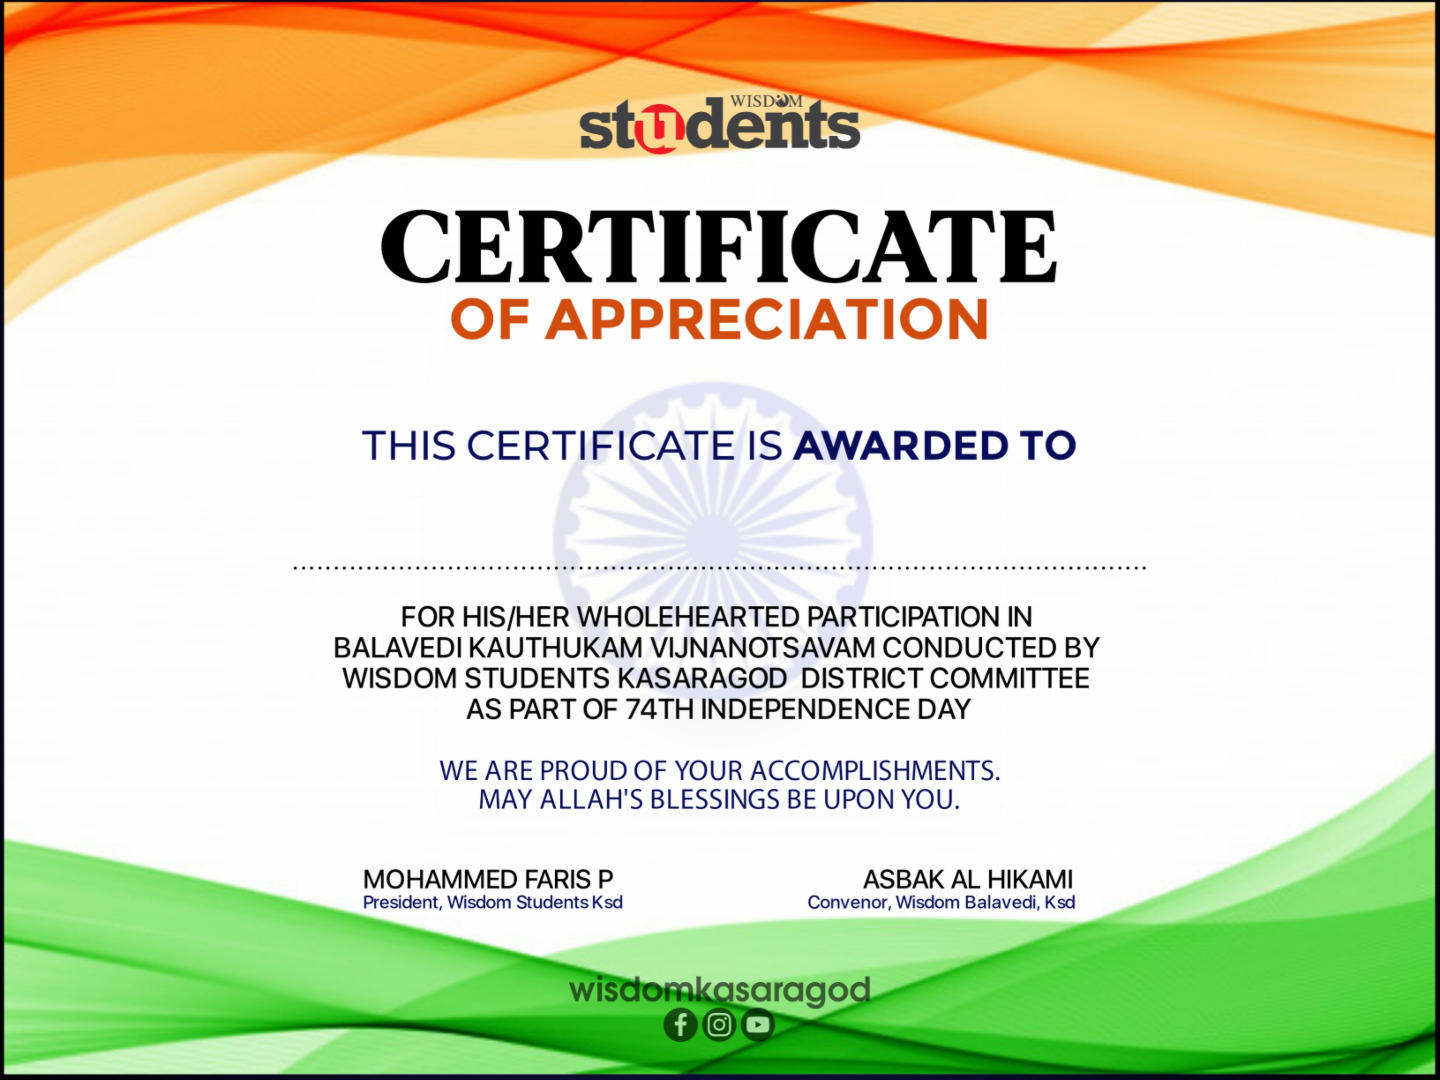 WISDOM
students
CERTIFICATE
OF APPRECIATION
THIS CERTIFICATE IS AWARDED TO
FOR HIS/HER WHOLEHEARTED PARTICIPATION IN
BALAVEDI KAUTHUKAM VIJNANOTSAVAM CONDUCTED BY
WISDOM STUDENTS KASARAGOD DISTRICT COMMITTEE
AS PART OF 74TH INDEPENDENCE DAY
WE ARE PROUD OF YOUR ACCOMPLISHMENTS.
MAY ALLAH'S BLESSINGS BE UPON YOU.
MOHAMMED FARIS P
President, Wisdom Students Ksd
ASBAK AL HIKAMI
Convenor, Wisdom Balavedi, Ksd
wisdomkasaragod